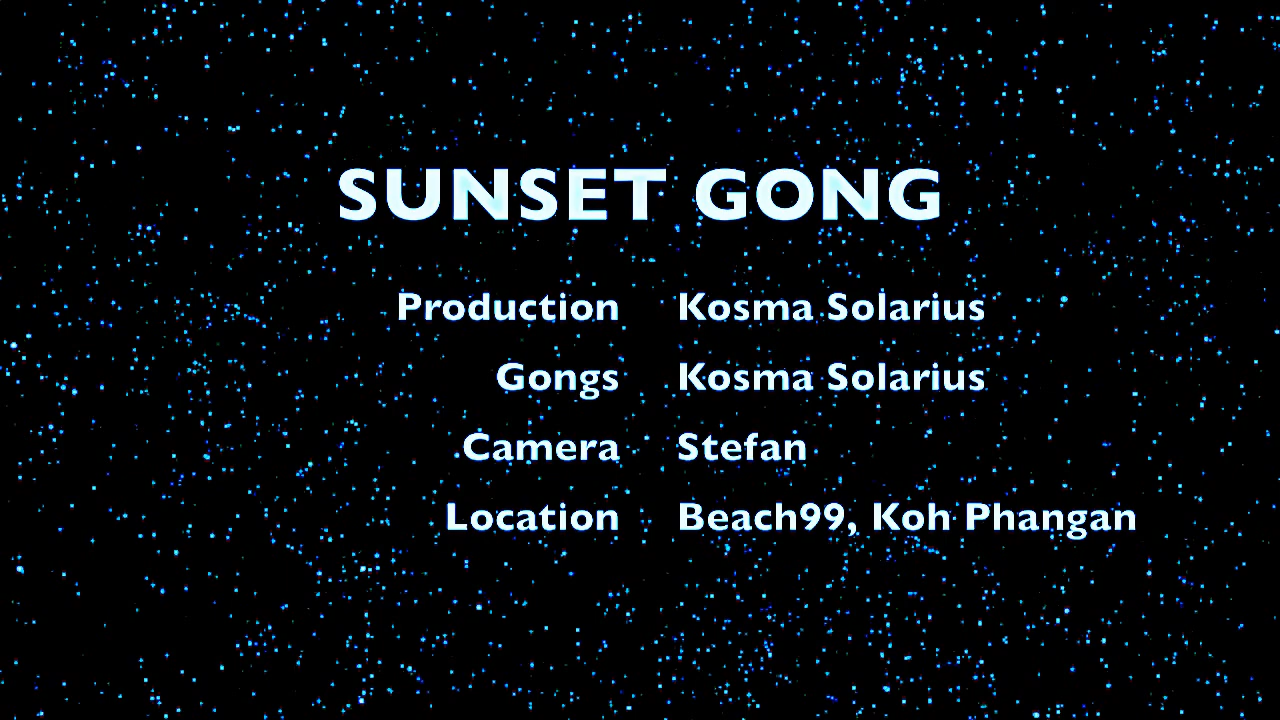 SUNSET GONG
Production Kosma Solarius
Gongs Kosma Solarius
Camera Stefan
Location Beach99, Koh Phangan